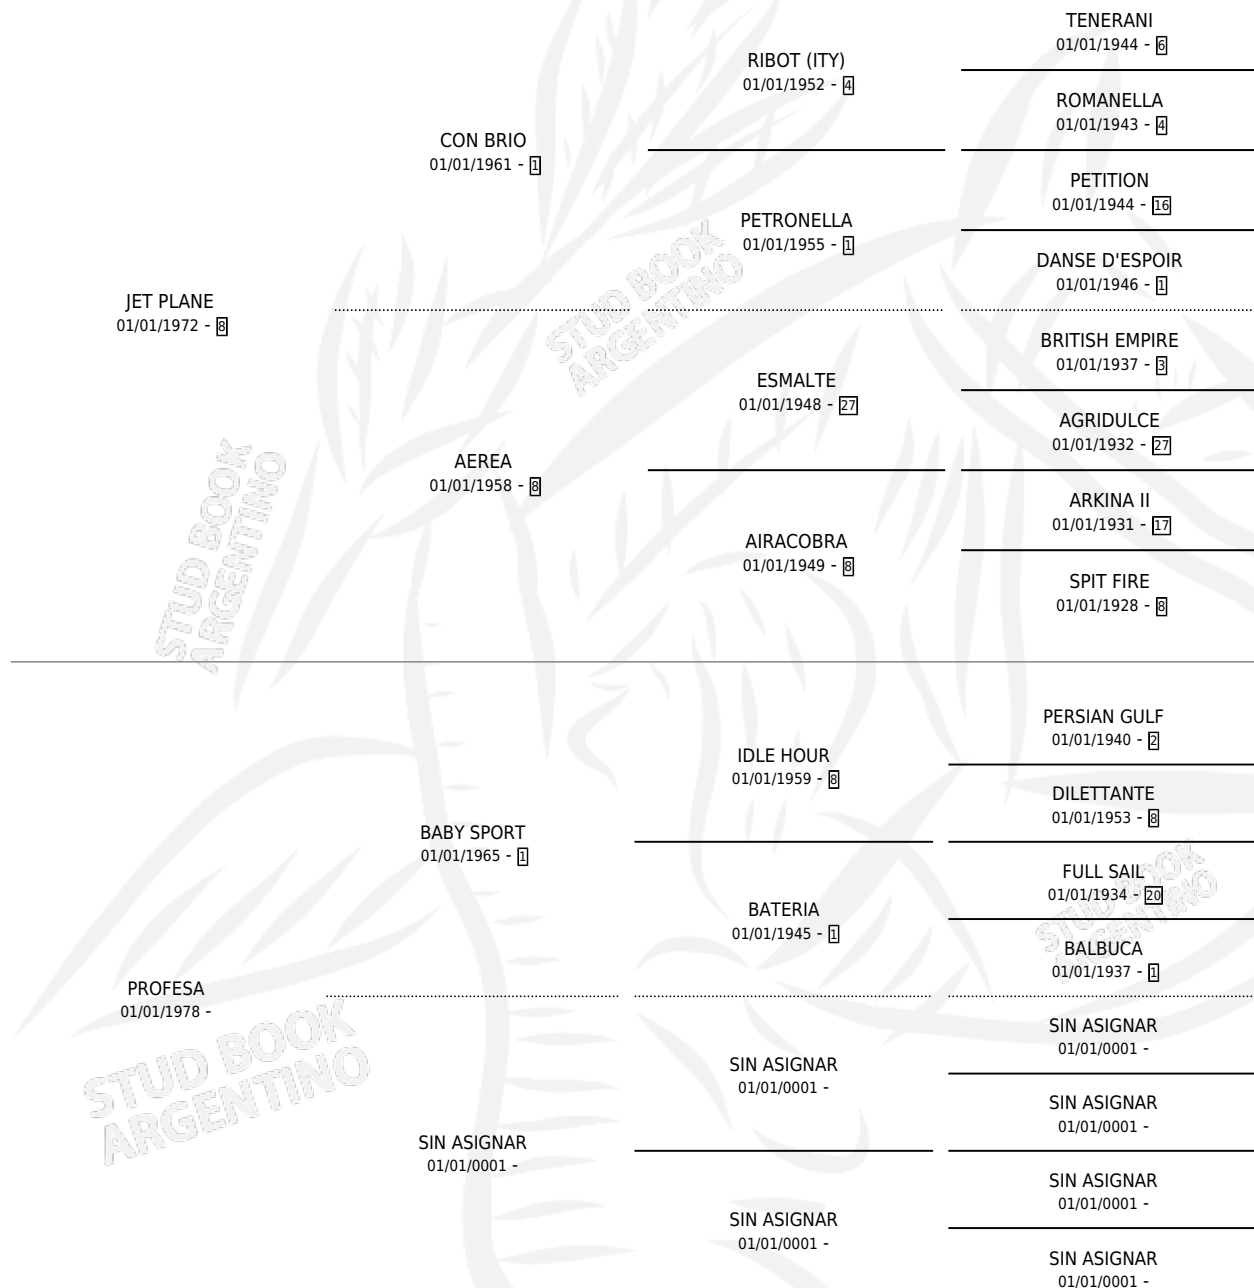 TENERANI
01/01/1944 - 6
RIBOT (ITY)
01/01/1952 - 4
ROMANELLA
01/01/1943 - 4
CON BRIO
01/01/1961 - 1
PETITION
01/01/1944 - 16
PETRONELLA
01/01/1955 - 1
DANSE D'ESPOIR
01/01/1946 - 1
JET PLANE
01/01/1972 - 8
BRITISH EMPIRE
01/01/1937 - 3
ESMALTE
01/01/1948 - 27
AGRIDULCE
01/01/1932 - 27
AEREA
01/01/1958 - 8
ARKINA II
01/01/1931 - 17
AIRACOBRA
01/01/1949 - 8
SPIT FIRE
01/01/1928 - 8
PERSIAN GULF
01/01/1940 - 2
IDLE HOUR
01/01/1959 - 8
DILETTANTE
01/01/1953 - 8
BABY SPORT
01/01/1965 - 1
FULL SAIL
01/01/1934 - 20
BATERIA
01/01/1945 - 1
BALBUCA
01/01/1937 - 1
PROFESA
01/01/1978 -
SIN ASIGNAR
01/01/0001 -
SIN ASIGNAR
01/01/0001 -
SIN ASIGNAR
01/01/0001 -
SIN ASIGNAR
01/01/0001 -
SIN ASIGNAR
01/01/0001 -
SIN ASIGNAR
01/01/0001 -
SIN ASIGNAR
01/01/0001 -
STUD BOOK
ARGENTINO
STUD BOOK
ARGENTINO
STUD BOOK
ARGENTINO
STUD BOOK
ARGENTINO